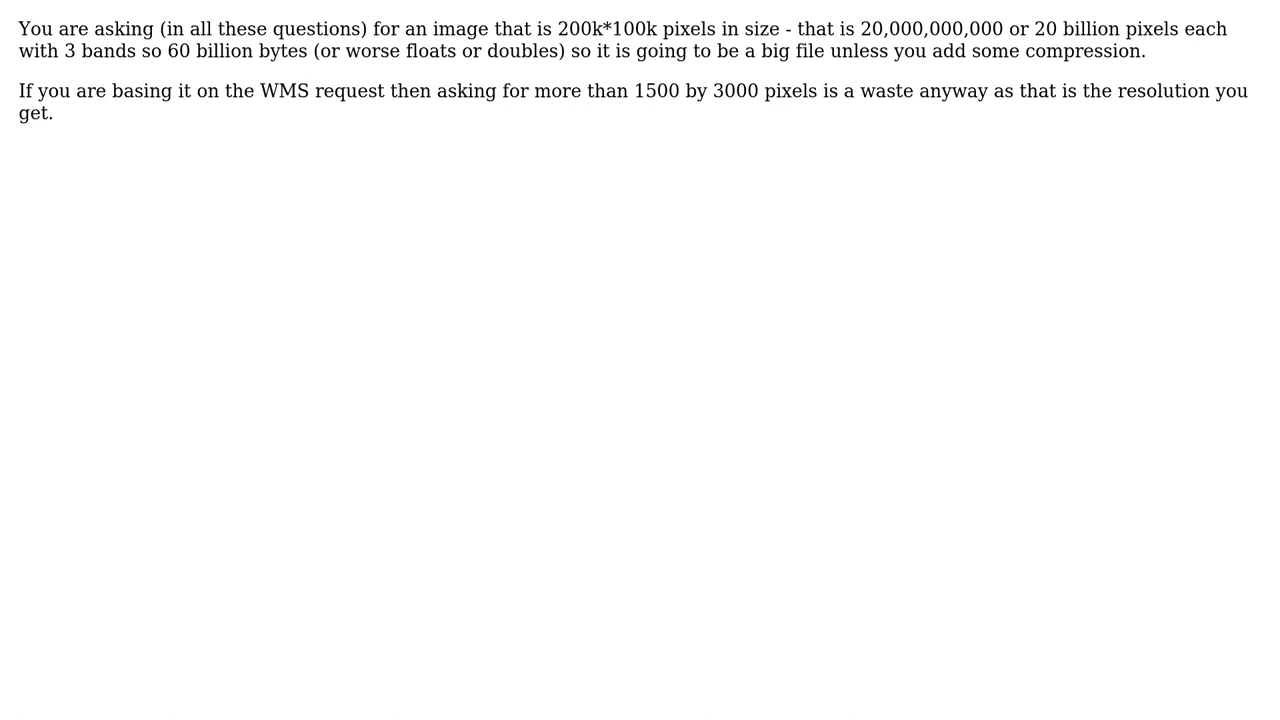 You are asking (in all these questions) for an image that is 200k*100k pixels in size - that is 20,000,000,000 or 20 billion pixels each
with 3 bands so 60 billion bytes (or worse floats or doubles) so it is going to be a big file unless you add some compression.
If you are basing it on the WMS request then asking for more than 1500 by 3000 pixels is a waste anyway as that is the resolution you
get.